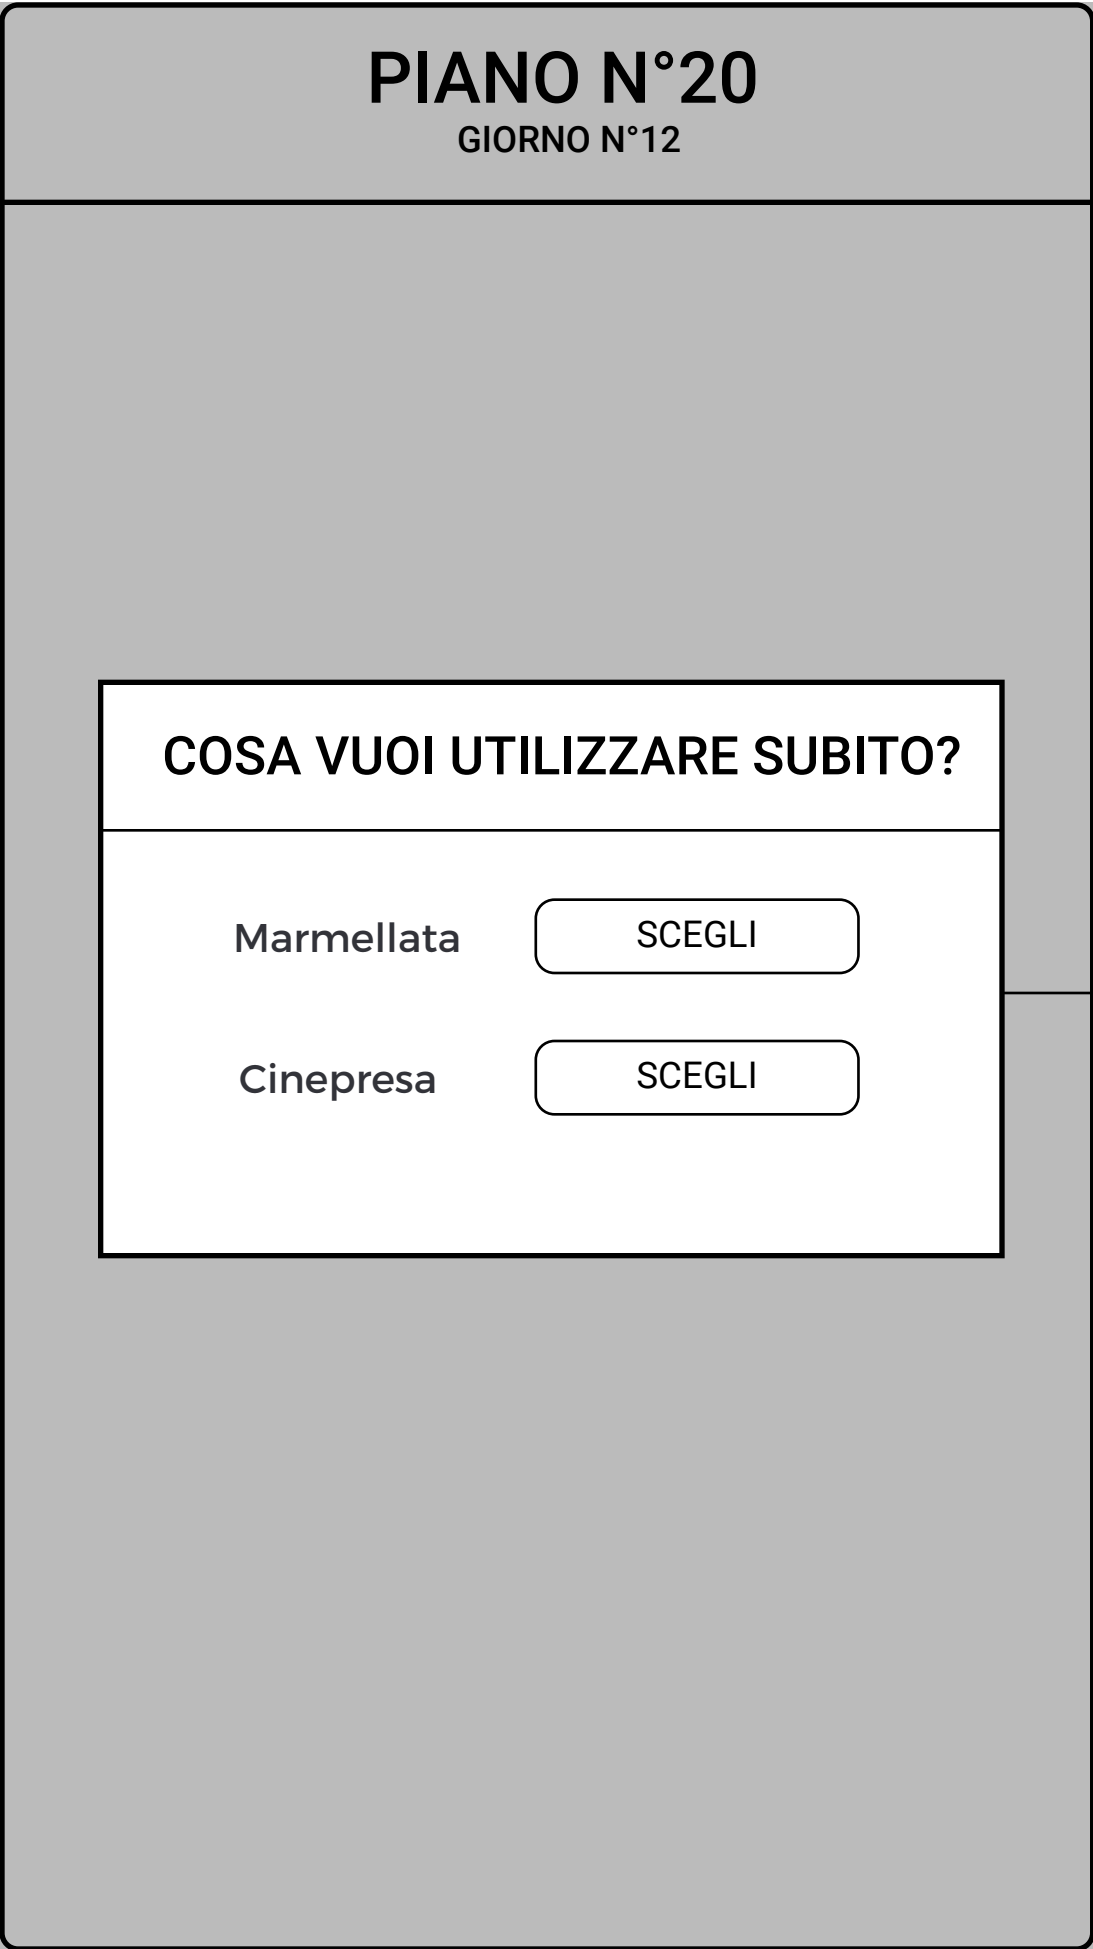 PIANO N°20
GIORNO N°12
COSA VUOI UTILIZZARE SUBITO?
Marmellata SCEGLI
Cinepresa SCEGLI